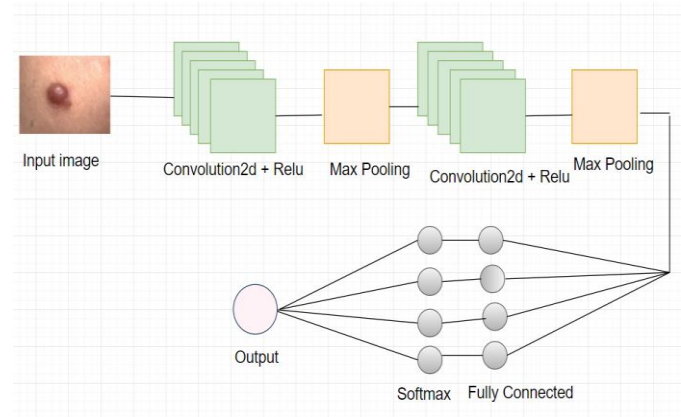 Input image
Convolution2d + Relu
Max Pooling
Convolution2d + Relu
Max Pooling
Output
Softmax
Fully Connected